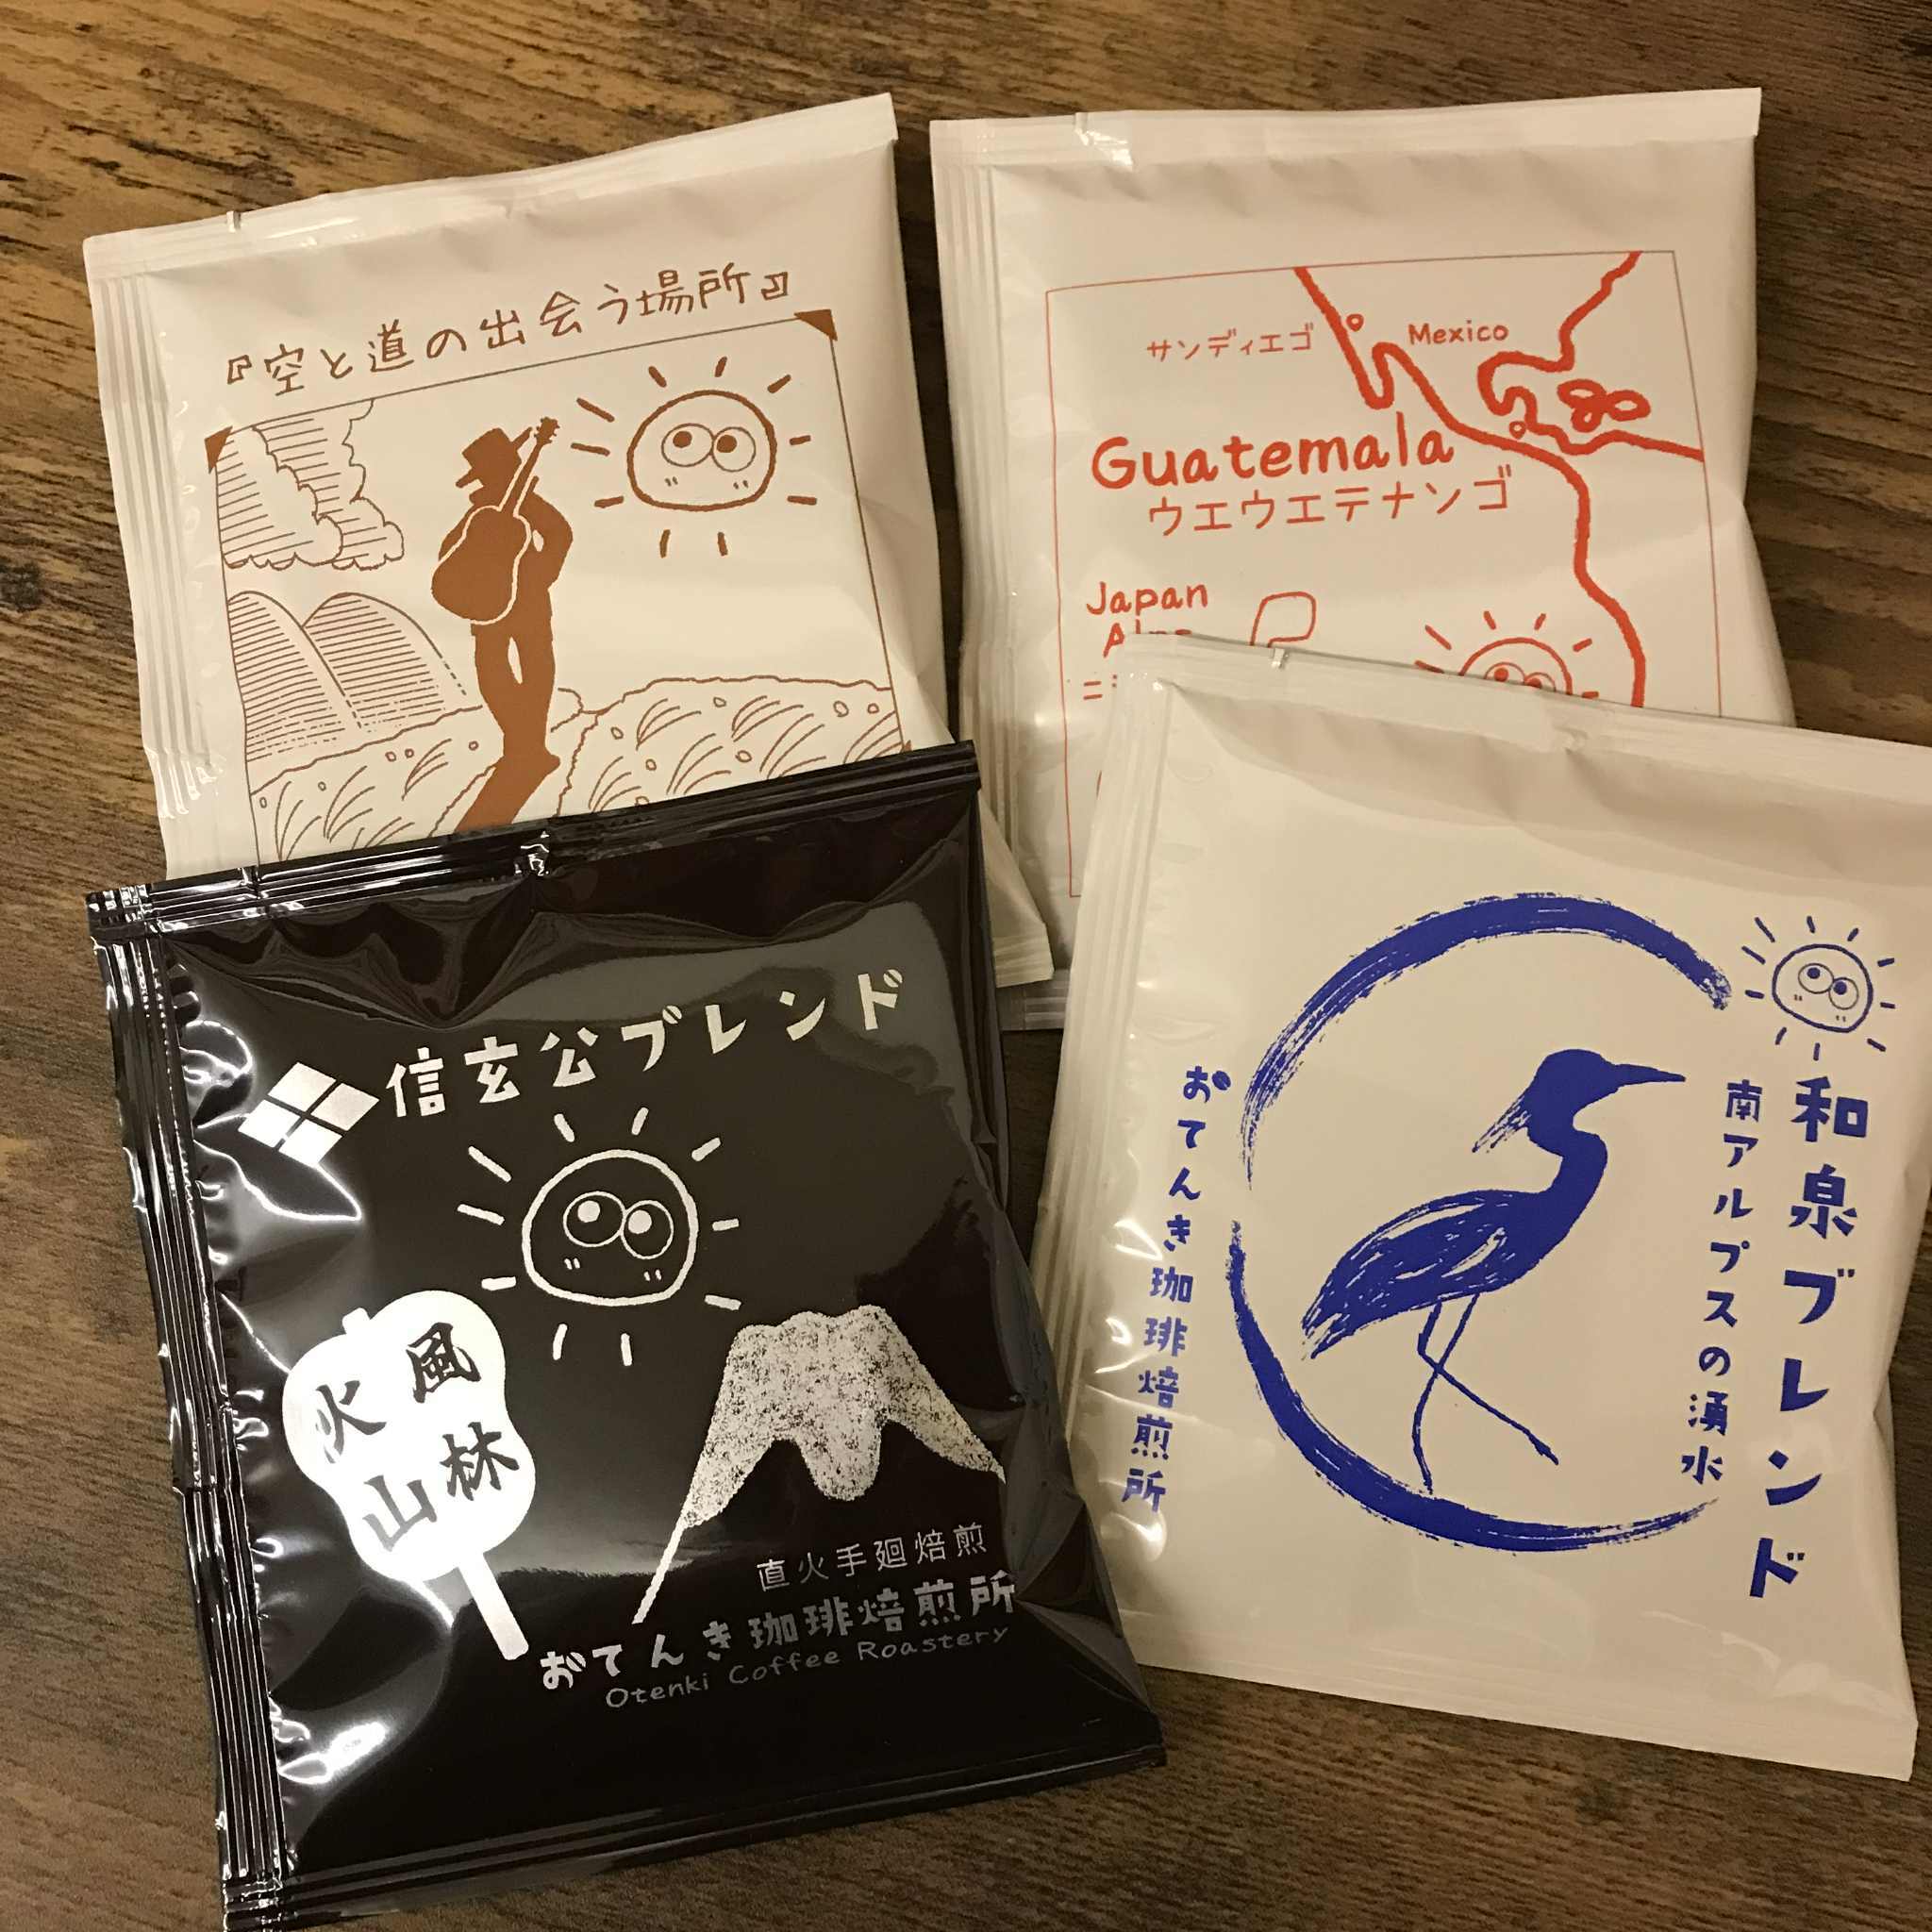 『空と道の出会う場所』
サンディエゴ
Mexico
Guatemala
ウエウエテナンゴ
Japan
信玄公ブレンド
風林
火山
直火手廻焙煎
おてんき珈琲焙煎所
Otenki Coffee Roastery
和泉ブレンド
南アルプスの湧水
おてんき珈琲焙煎所